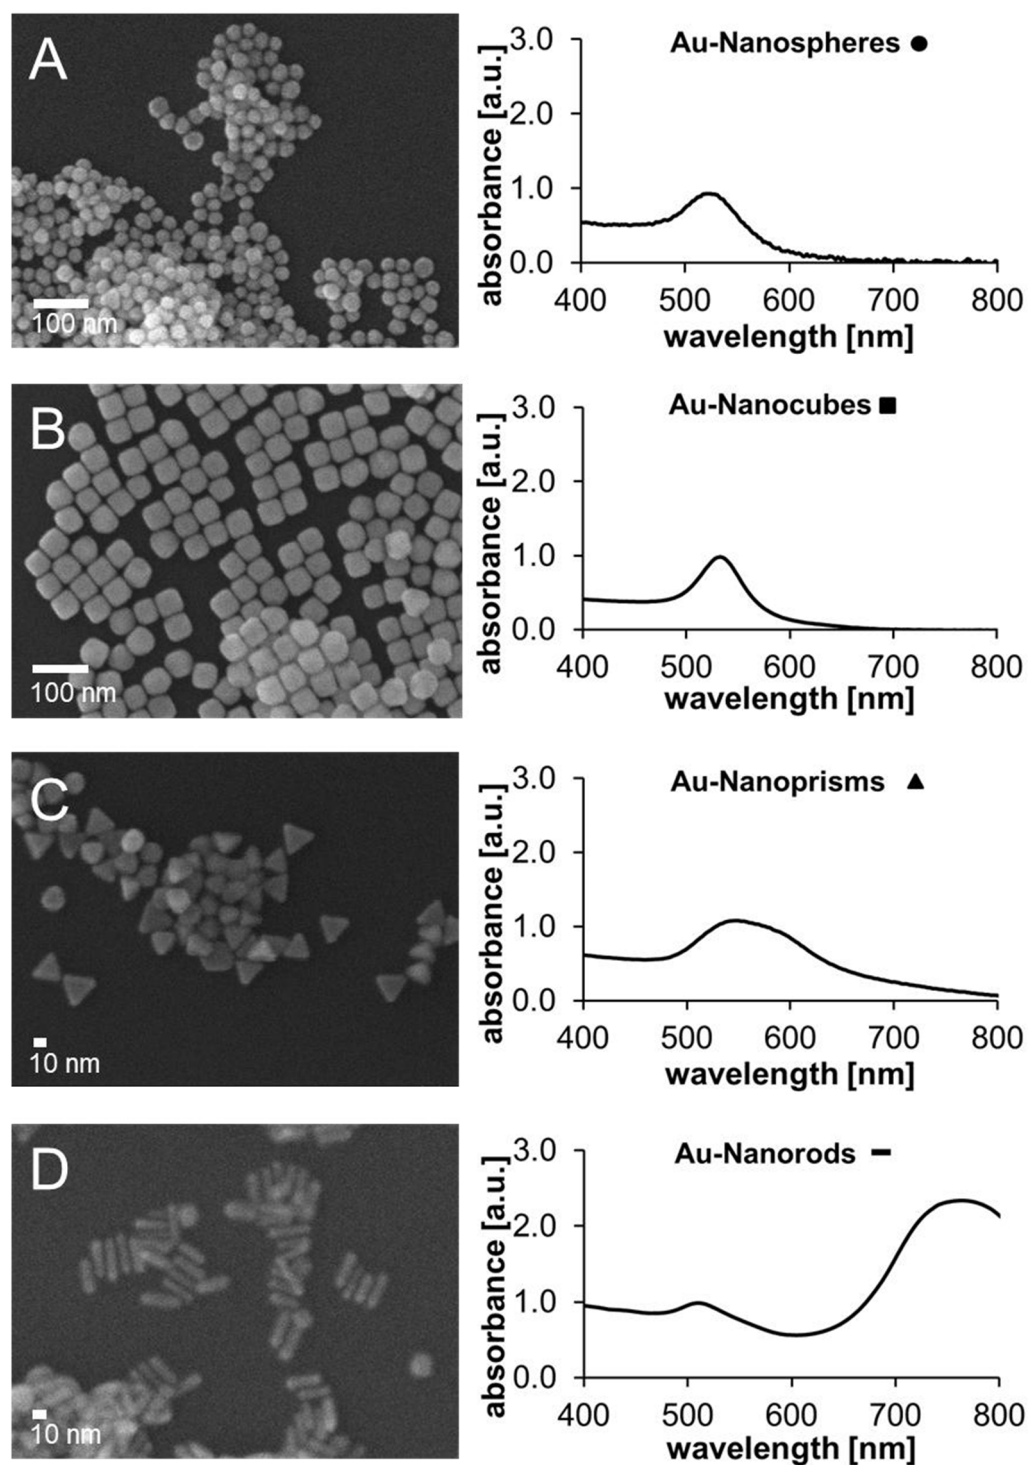 A
100 nm
Au-Nanospheres
absorbance [a.u.]
3.0
2.0
1.0
0.0
400 500 600 700 800
wavelength [nm]
B
100 nm
Au-Nanocubes
absorbance [a.u.]
3.0
2.0
1.0
0.0
400 500 600 700 800
wavelength [nm]
C
10 nm
Au-Nanoprisms
absorbance [a.u.]
3.0
2.0
1.0
0.0
400 500 600 700 800
wavelength [nm]
D
10 nm
Au-Nanorods
absorbance [a.u.]
3.0
2.0
1.0
0.0
400 500 600 700 800
wavelength [nm]